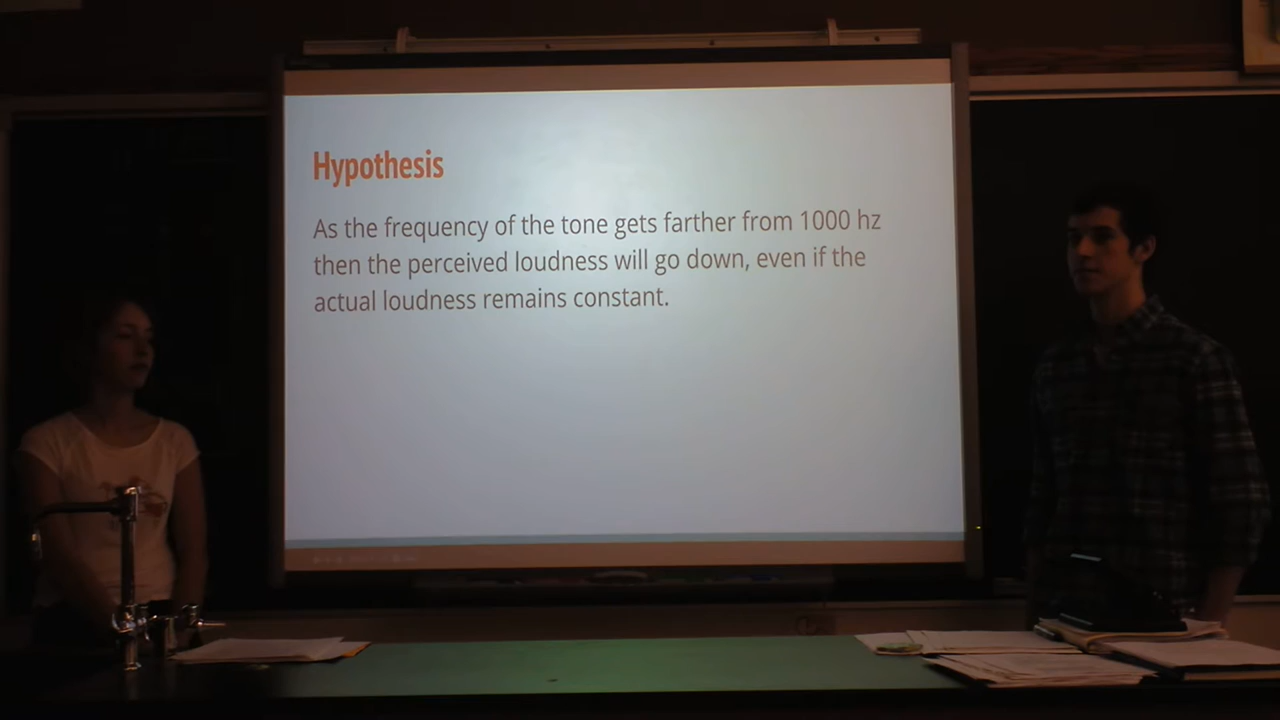 Hypothesis
As the frequency of the tone gets farther from 1000 hz
then the perceived loudness will go down, even if the
actual loudness remains constant.